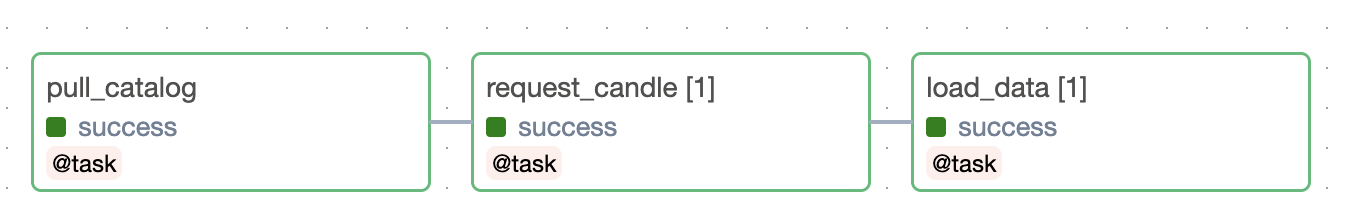 pull_catalog
success
@task
request_candle [1]
success
@task
load_data [1]
success
@task